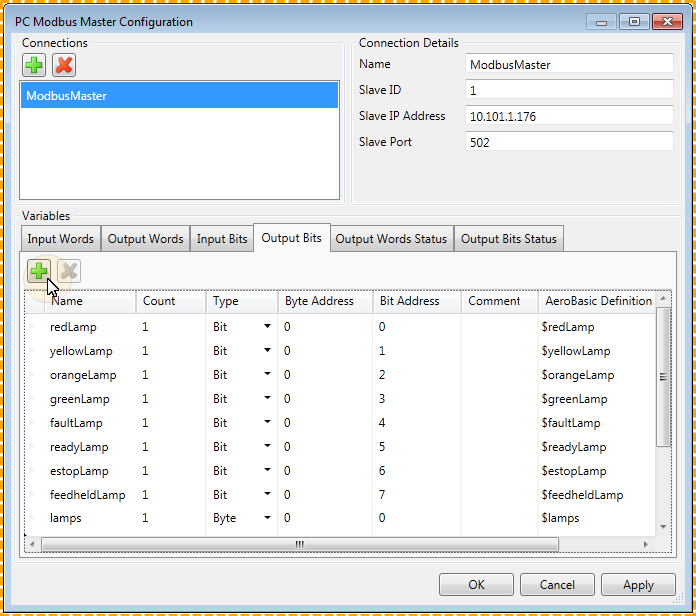 PC Modbus Master Configuration
Connections
ModbusMaster
Connection Details
Name ModbusMaster
Slave ID 1
Slave IP Address 10.101.1.176
Slave Port 502
Variables
Input Words Output Words Input Bits Output Bits Output Words Status Output Bits Status
Name Count Type Byte Address Bit Address Comment AeroBasic Definition
redLamp 1 Bit 0 0 $redLamp
yellowLamp 1 Bit 0 1 $yellowLamp
orangeLamp 1 Bit 0 2 $orangeLamp
greenLamp 1 Bit 0 3 $greenLamp
faultLamp 1 Bit 0 4 $faultLamp
readyLamp 1 Bit 0 5 $readyLamp
estopLamp 1 Bit 0 6 $estopLamp
feedheldLamp 1 Bit 0 7 $feedheldLamp
lamps 1 Byte 0 0 $lamps
OK Cancel Apply